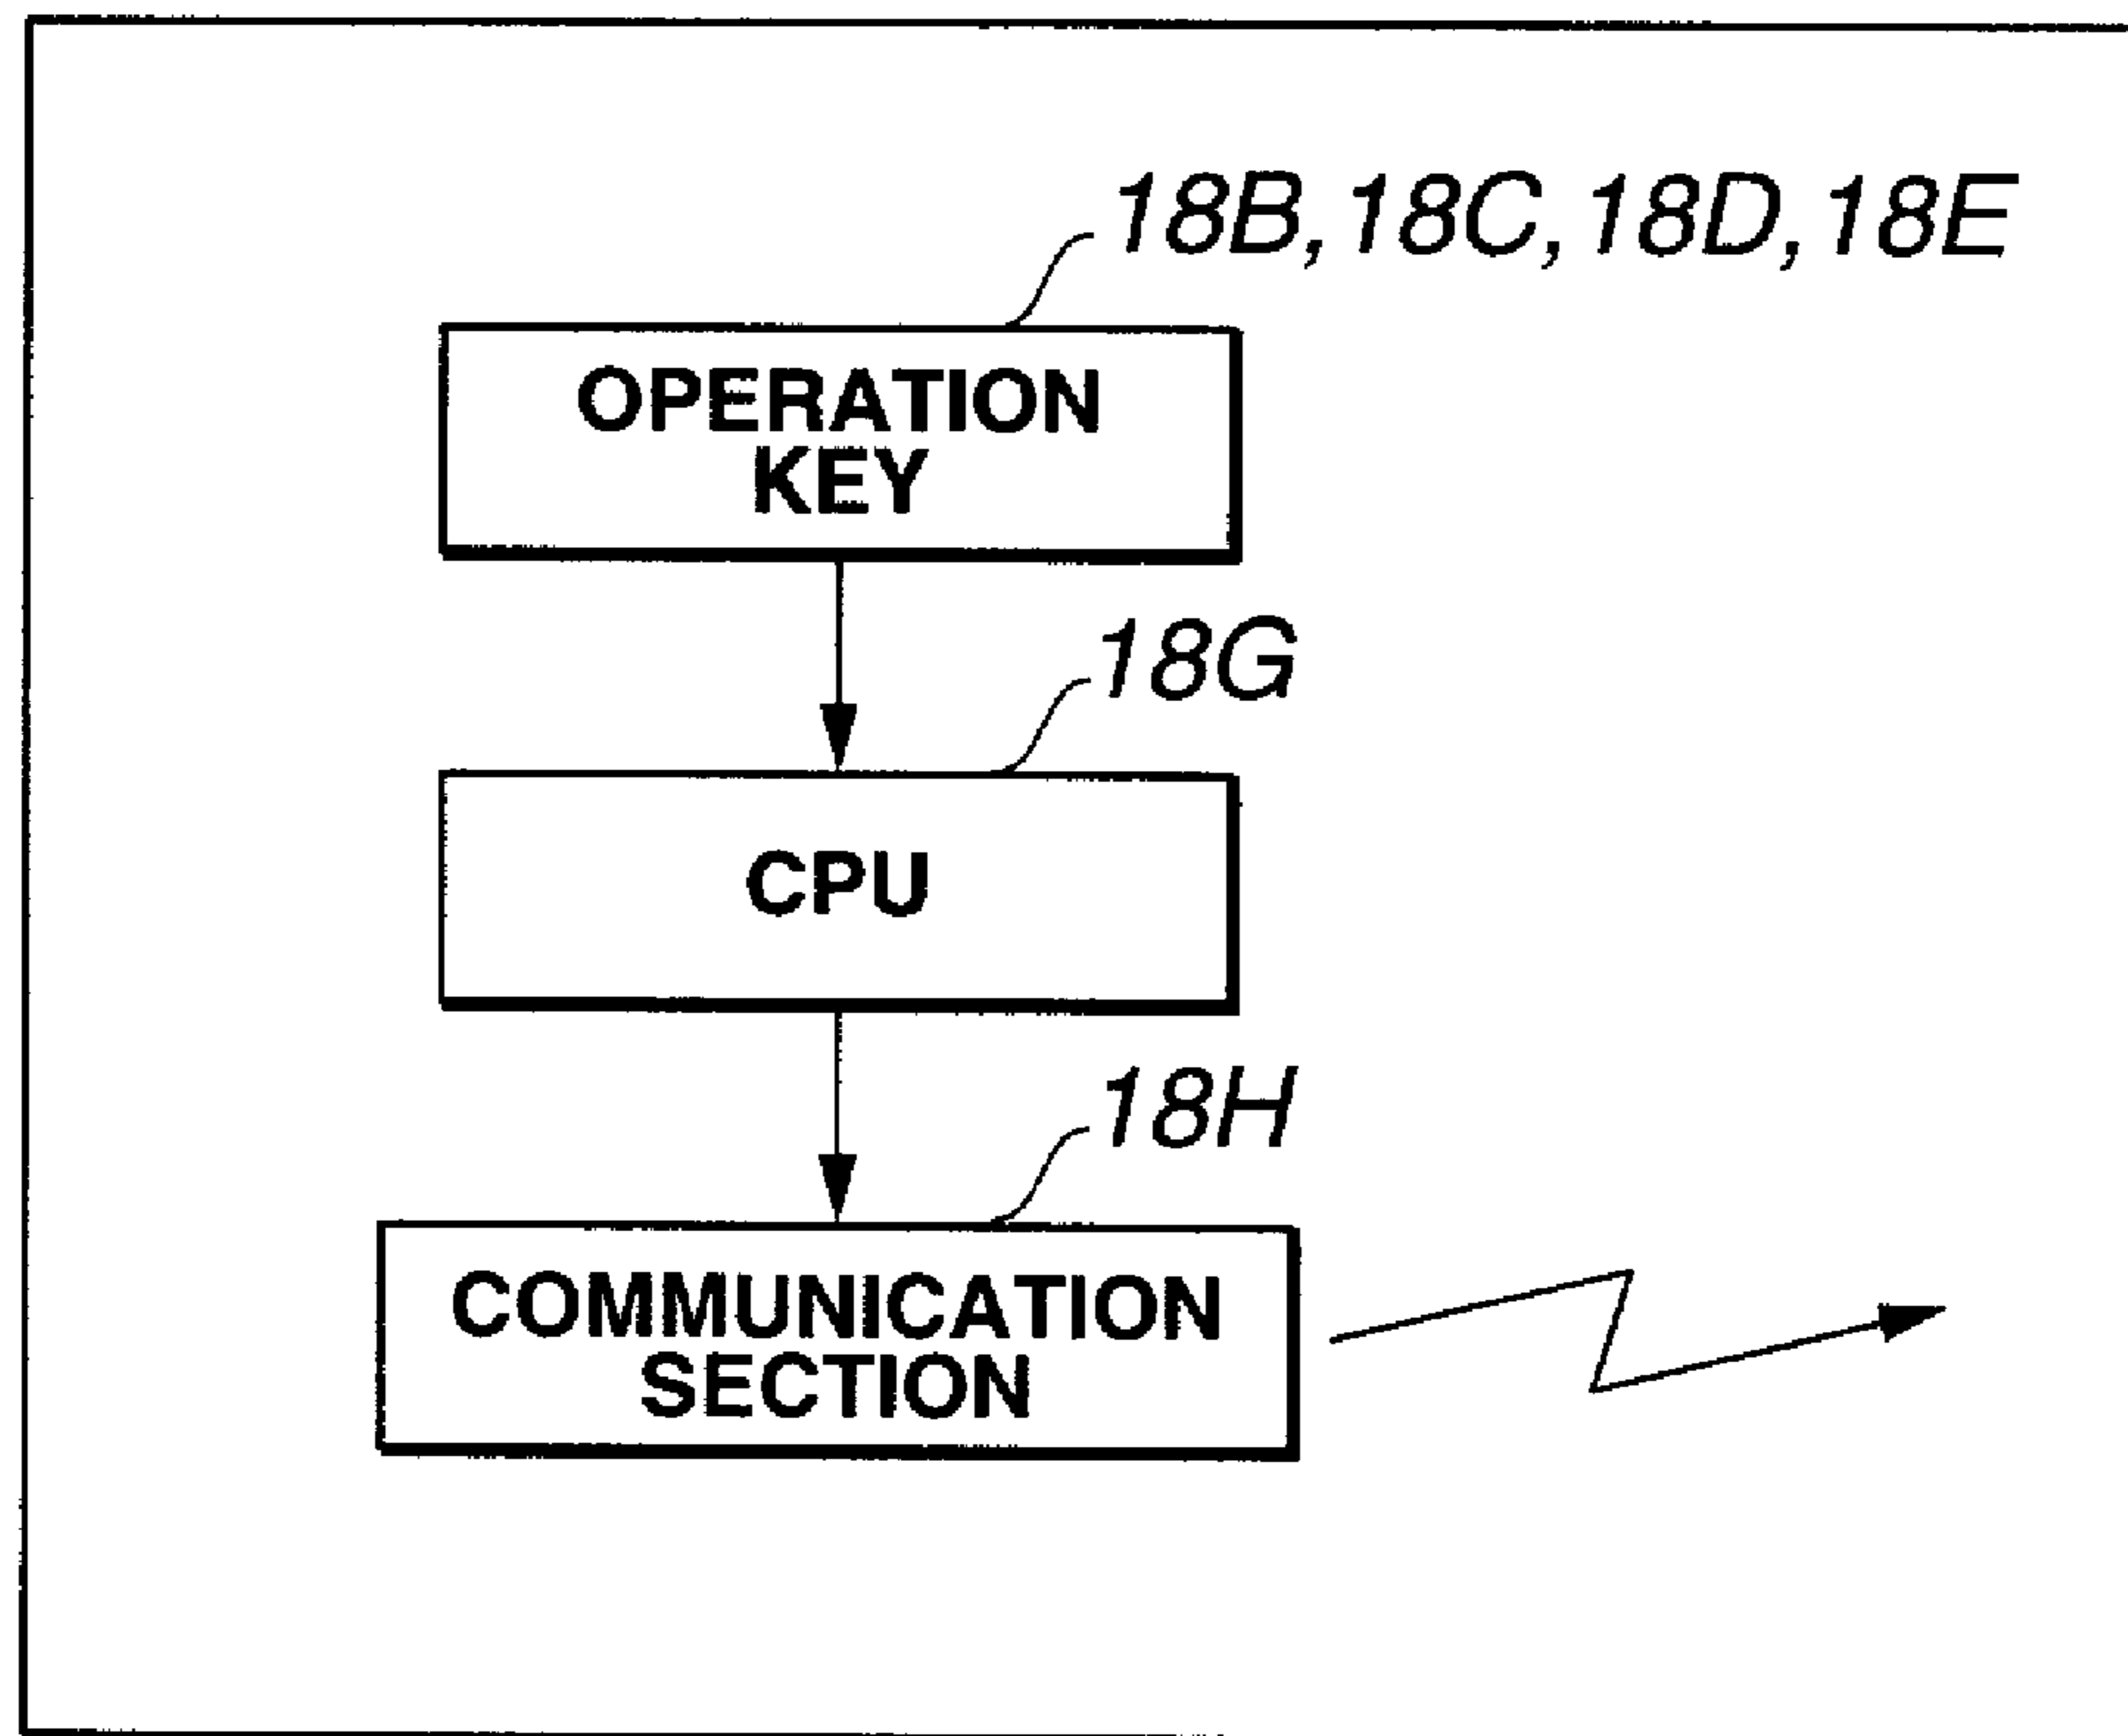 18B, 18C, 18D, 18E
OPERATION
KEY
18G
CPU
18H
COMMUNICATION
SECTION